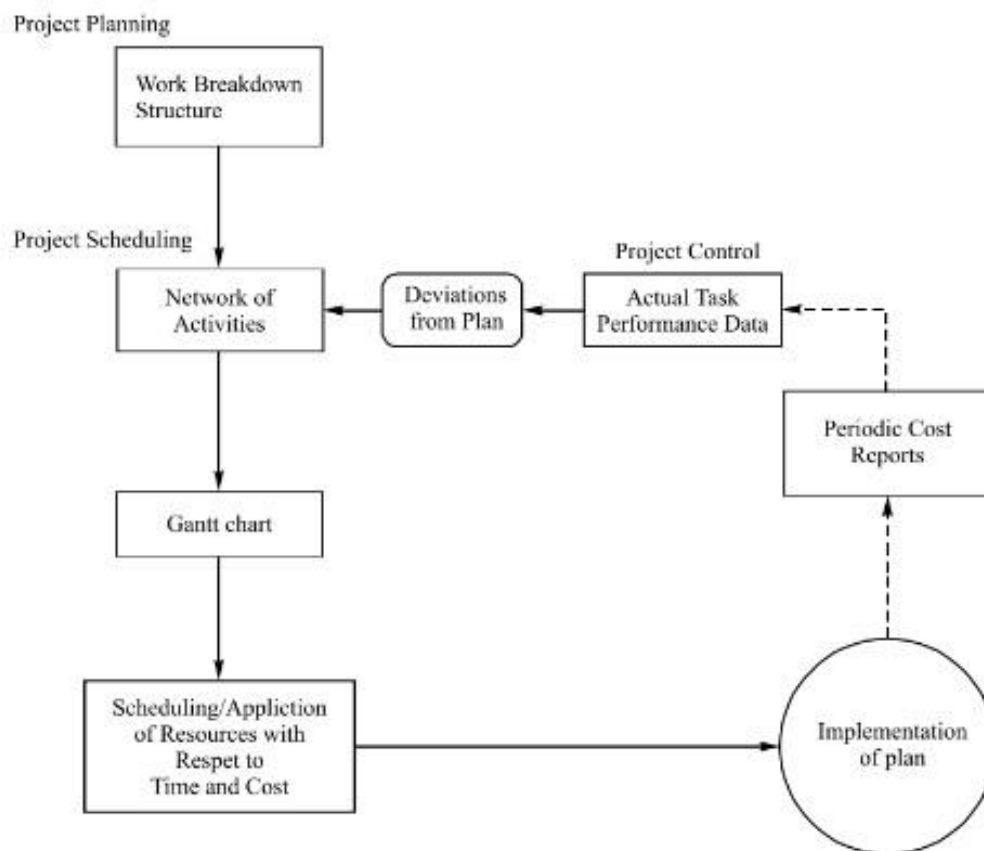 Project Planning
Work Breakdown
Structure
Project Scheduling
Network of
Activities
Deviations
from Plan
Project Control
Actual Task
Performance Data
Periodic Cost
Reports
Gantt chart
Scheduling/Appliction
of Resources with
Respet to
Time and Cost
Implementation
of plan